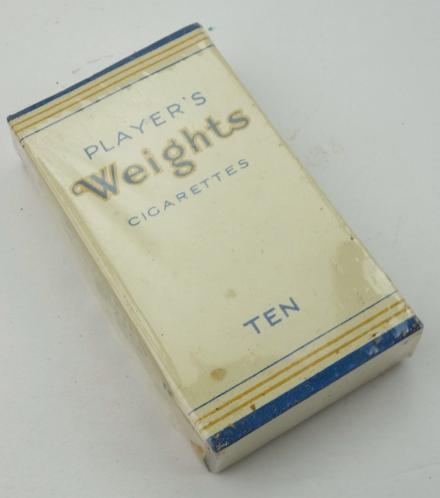 PLAYER'S
Weights
CIGARETTES
TEN